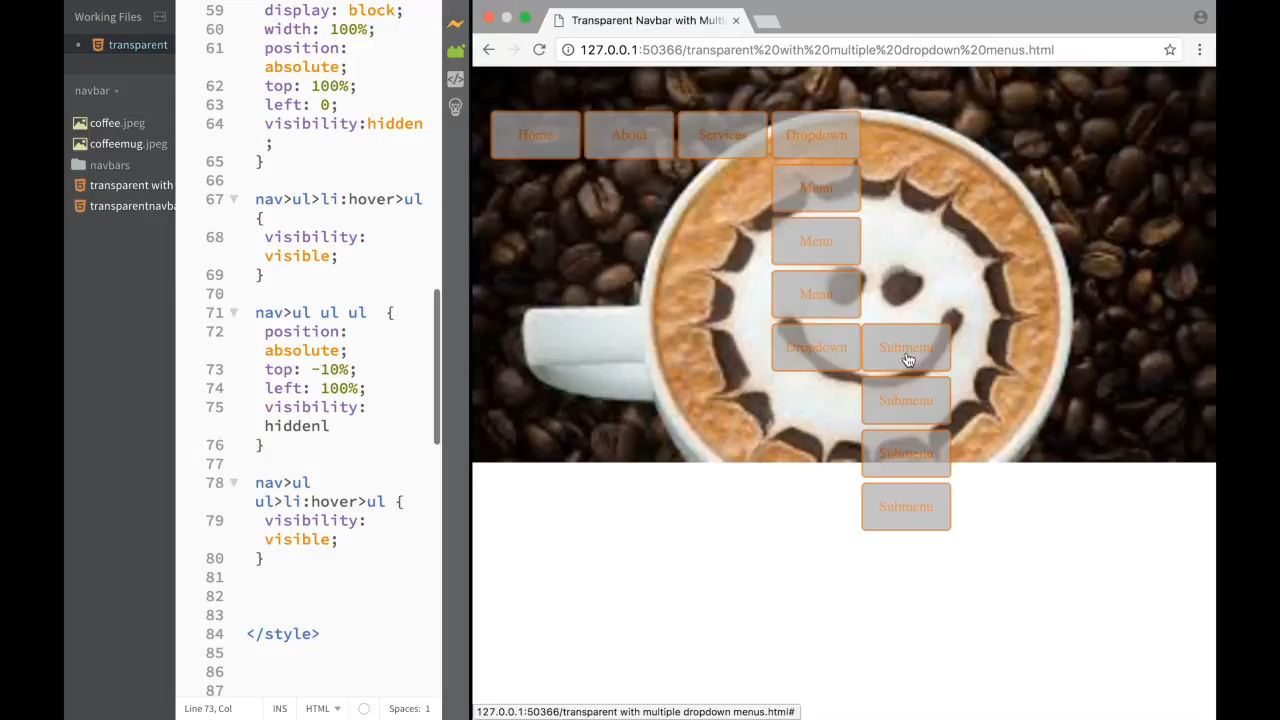 Working Files
transparent
navbar
coffee.jpeg
coffeemug.jpeg
navbars
transparent with
transparentnavba
59 display: block;
60 width: 100%;
61 position:
absolute;
62 top: 100%;
63 left: 0;
64 visibility:hidden
;
65 }
66
67 nav>ul>li:hover>ul
{
68 visibility:
visible;
69 }
70
71 nav>ul ul ul {
72 position:
absolute;
73 top: -10%;
74 left: 100%;
75 visibility:
hiddenl
76 }
77
78 nav>ul
ul>li:hover>ul {
79 visibility:
visible;
80 }
81
82
83
84 </style>
85
86
87
Line 73, Col
INS
HTML
Spaces: 1
Transparent Navbar with Multi
127.0.0.1:50366/transparent%20with%20multiple%20dropdown%20menus.html
Home About Services Dropdown
Menu
Menu
Menu
Dropdown Submenu
Submenu
Submenu
Submenu
127.0.0.1:50366/transparent with multiple dropdown menus.html#